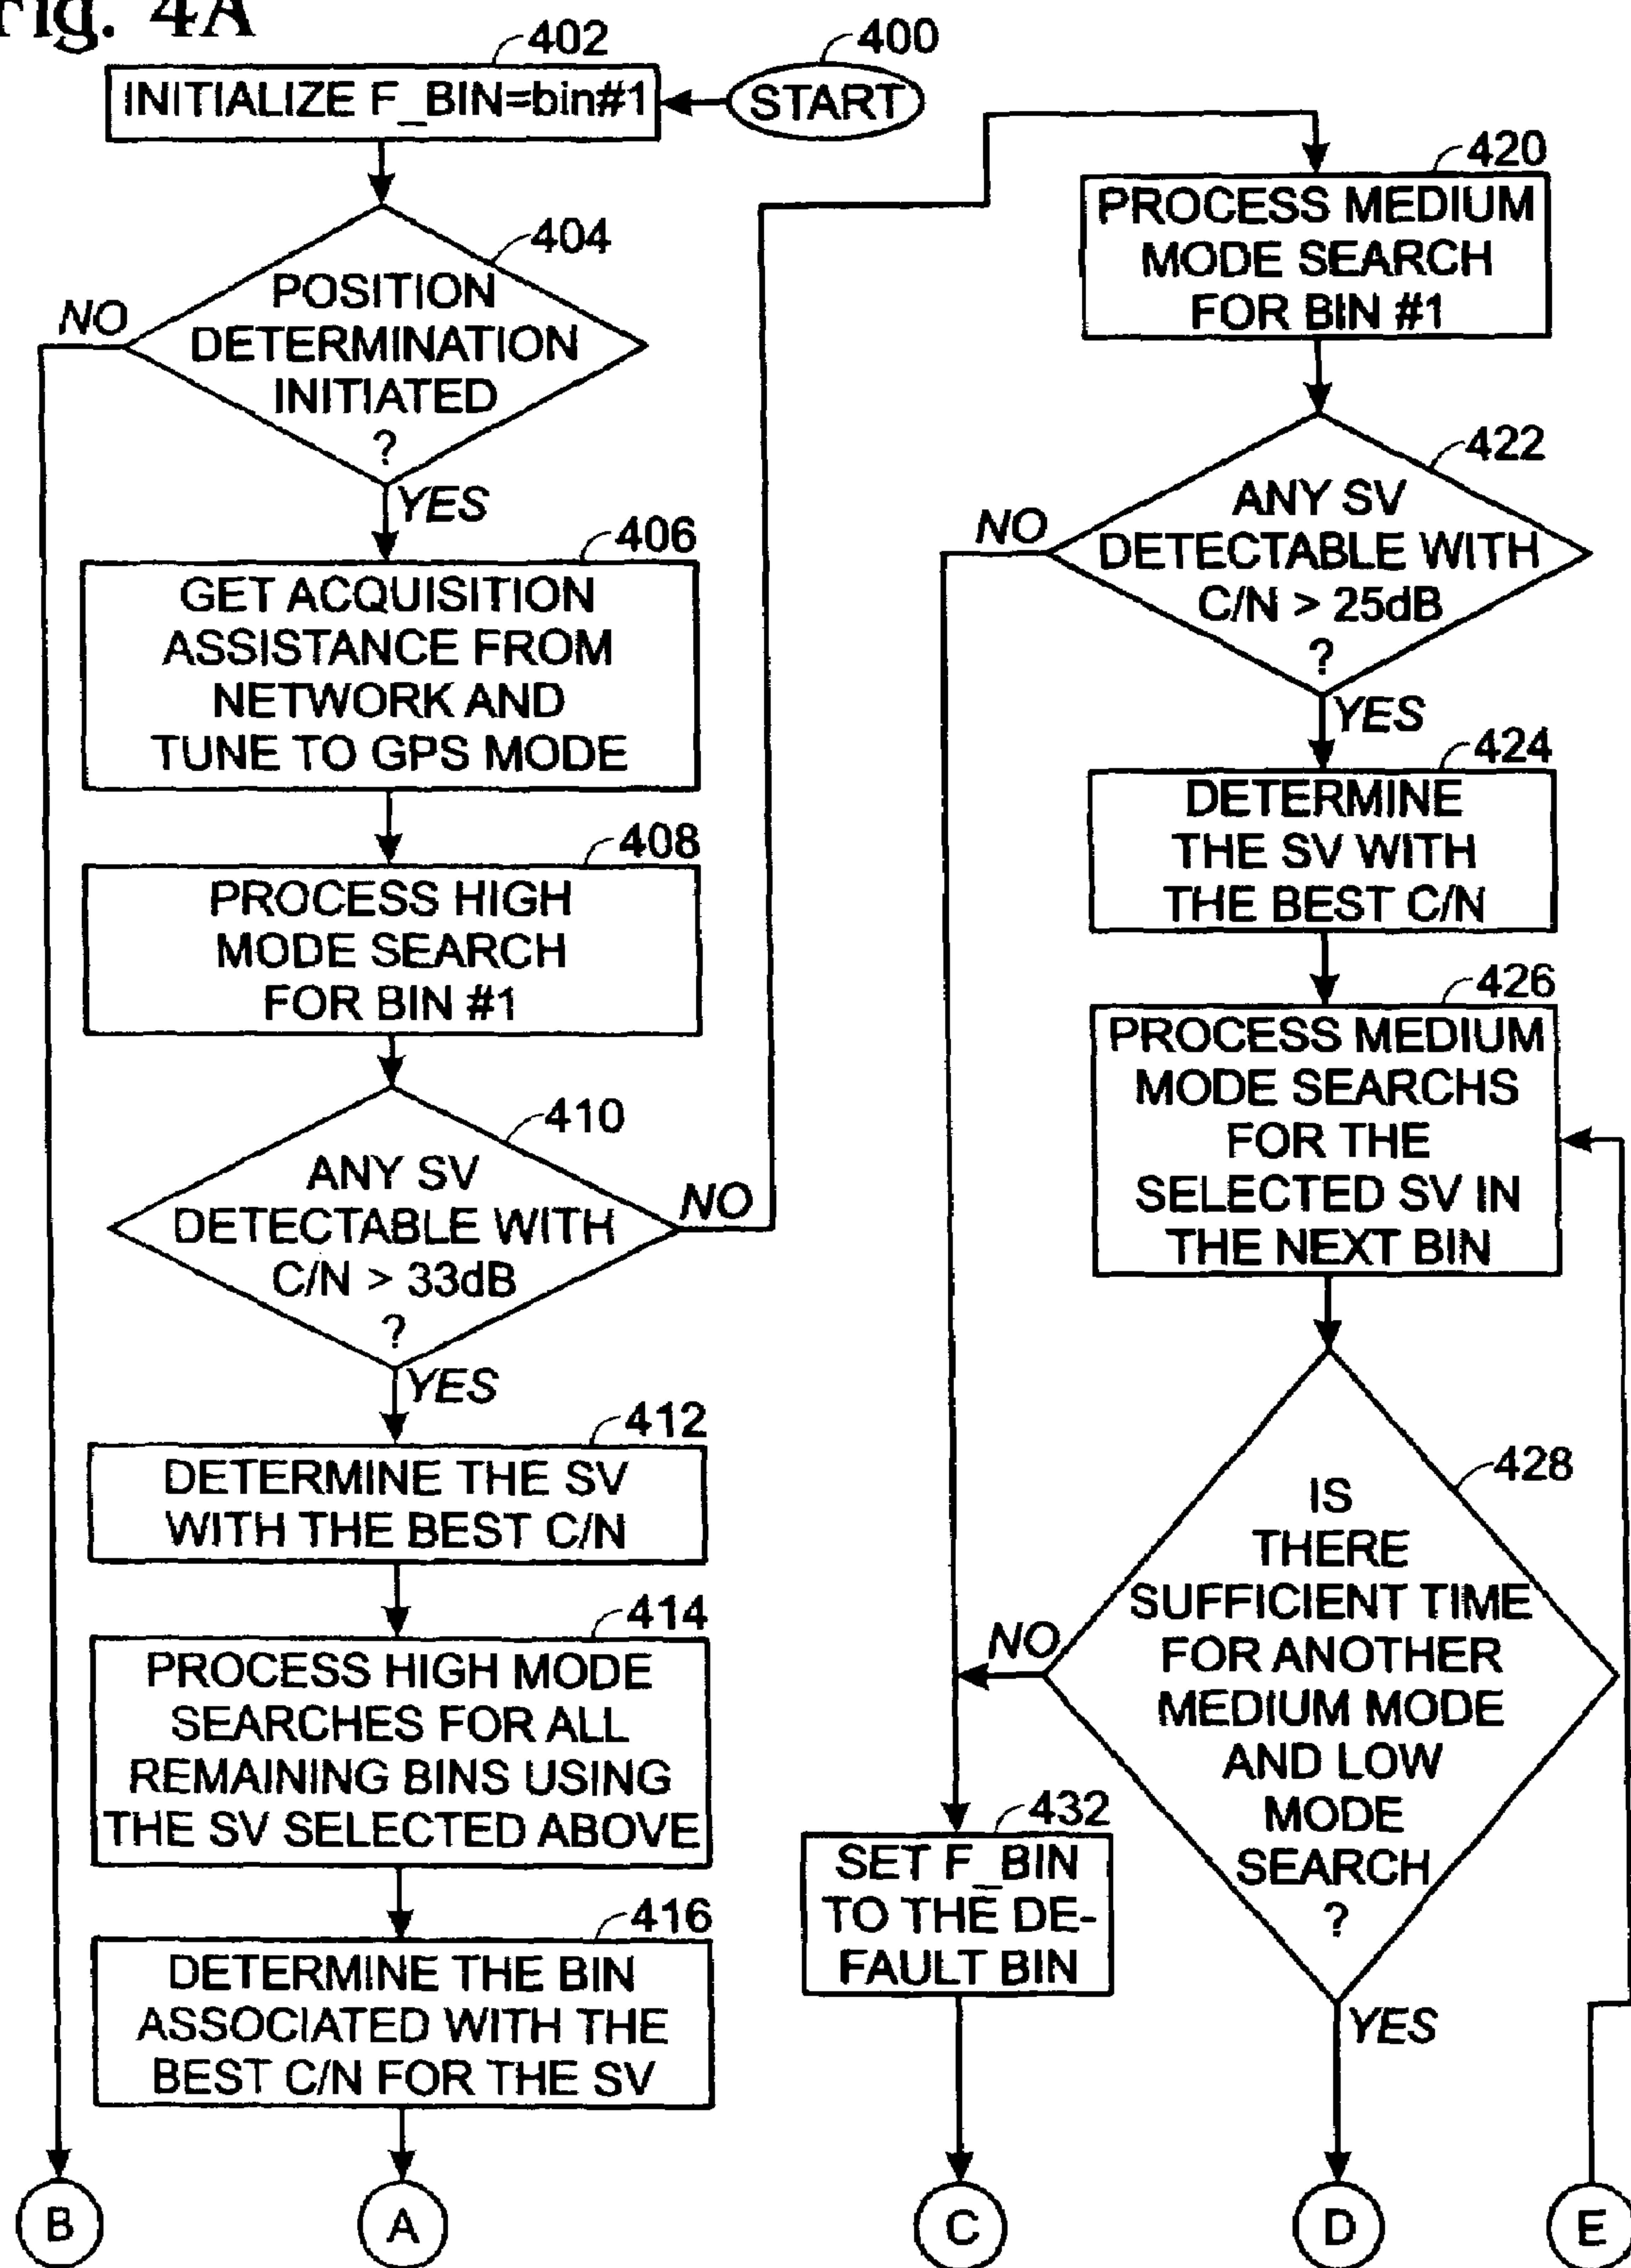 Fig. 4A
402
400
INITIALIZE F_BIN=bin#1
START
404
POSITION
DETERMINATION
INITIATED
?
NO
YES
406
GET ACQUISITION
ASSISTANCE FROM
NETWORK AND
TUNE TO GPS MODE
408
PROCESS HIGH
MODE SEARCH
FOR BIN #1
410
ANY SV
DETECTABLE WITH
C/N > 33dB
?
NO
YES
412
DETERMINE THE SV
WITH THE BEST C/N
414
PROCESS HIGH MODE
SEARCHES FOR ALL
REMAINING BINS USING
THE SV SELECTED ABOVE
416
DETERMINE THE BIN
ASSOCIATED WITH THE
BEST C/N FOR THE SV
B
A
420
PROCESS MEDIUM
MODE SEARCH
FOR BIN #1
422
ANY SV
DETECTABLE WITH
C/N > 25dB
?
NO
YES
424
DETERMINE
THE SV WITH
THE BEST C/N
426
PROCESS MEDIUM
MODE SEARCHS
FOR THE
SELECTED SV IN
THE NEXT BIN
428
IS
THERE
SUFFICIENT TIME
FOR ANOTHER
MEDIUM MODE
AND LOW
MODE
SEARCH
?
NO
YES
432
SET F_BIN
TO THE DE-
FAULT BIN
C
D
E